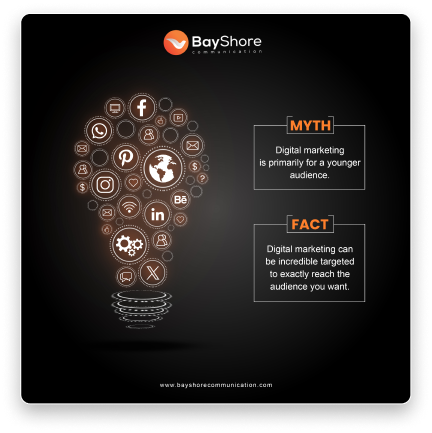 BayShore
communication
MYTH
Digital marketing
is primarily for a younger
audience.
FACT
Digital marketing can
be incredible targeted
to exactly reach the
audience you want.
www.bayshorecommunication.com